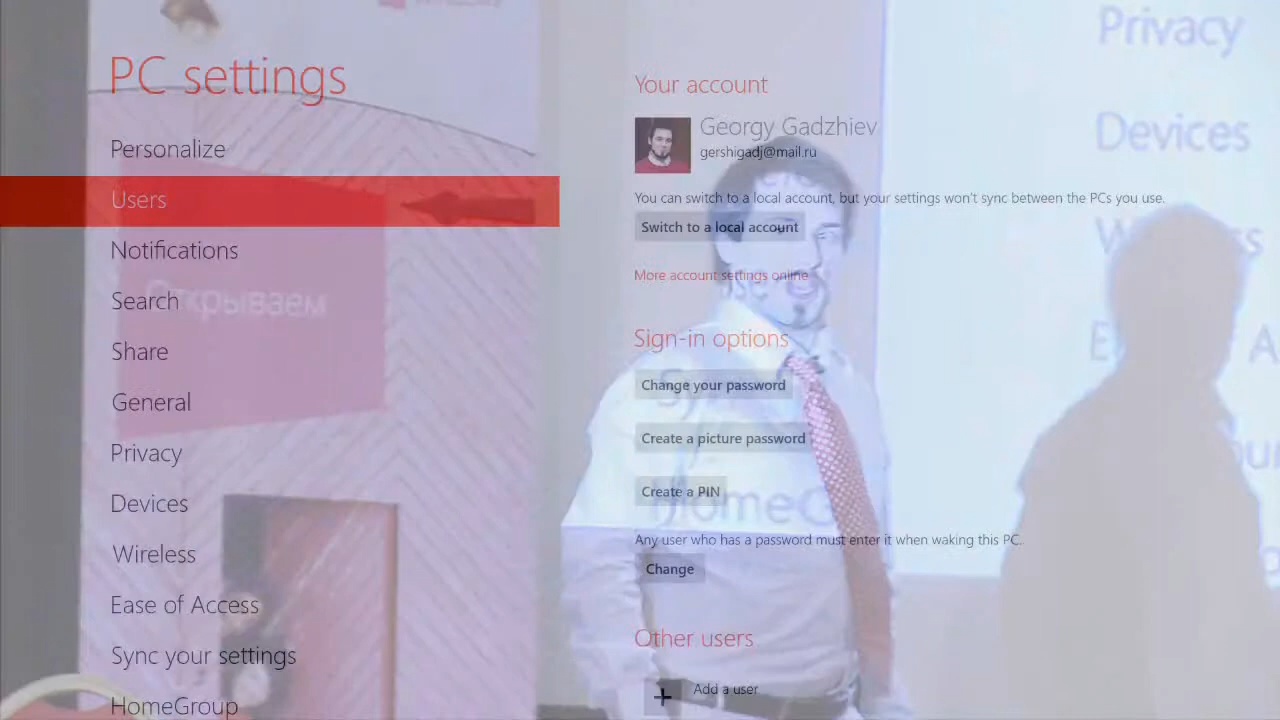 PC settings
Personalize
Users
Notifications
Search
Share
General
Privacy
Devices
Wireless
Ease of Access
Sync your settings
HomeGroup
Открываем
Your account
Georgy Gadzhiev
gershigadj@mail.ru
You can switch to a local account, but your settings won't sync between the PCs you use.
Switch to a local account
More account settings online
Sign-in options
Change your password
Create a picture password
Create a PIN
Any user who has a password must enter it when waking this PC.
Change
Other users
Add a user
Privacy
Devices
HomeG